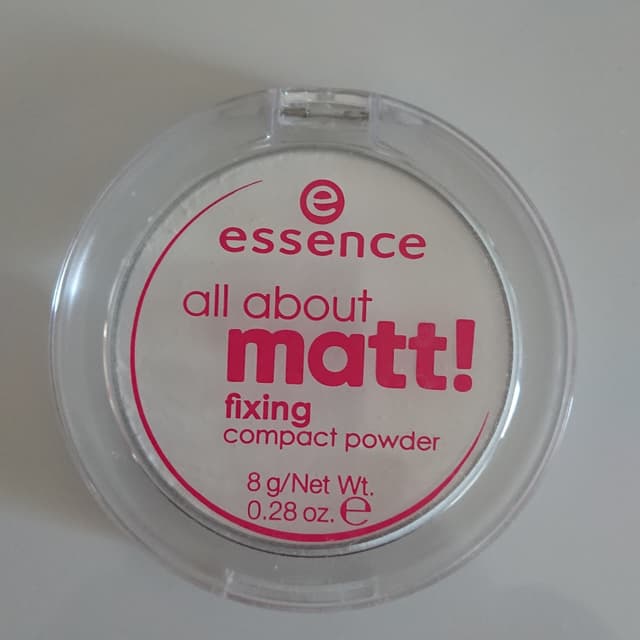 e
essence
all about
matt!
fixing
compact powder
8 g/Net Wt.
0.28 oz. ℮